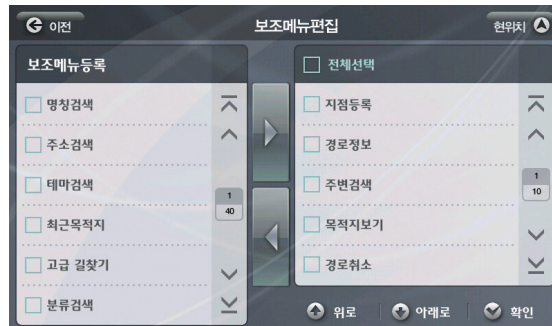 이전
보조메뉴편집
현위치
보조메뉴등록
명칭검색
주소검색
테마검색
최근목적지
고급 길찾기
분류검색
1
40
전체선택
지점등록
경로정보
주변검색
목적지보기
경로취소
1
10
위로
아래로
확인